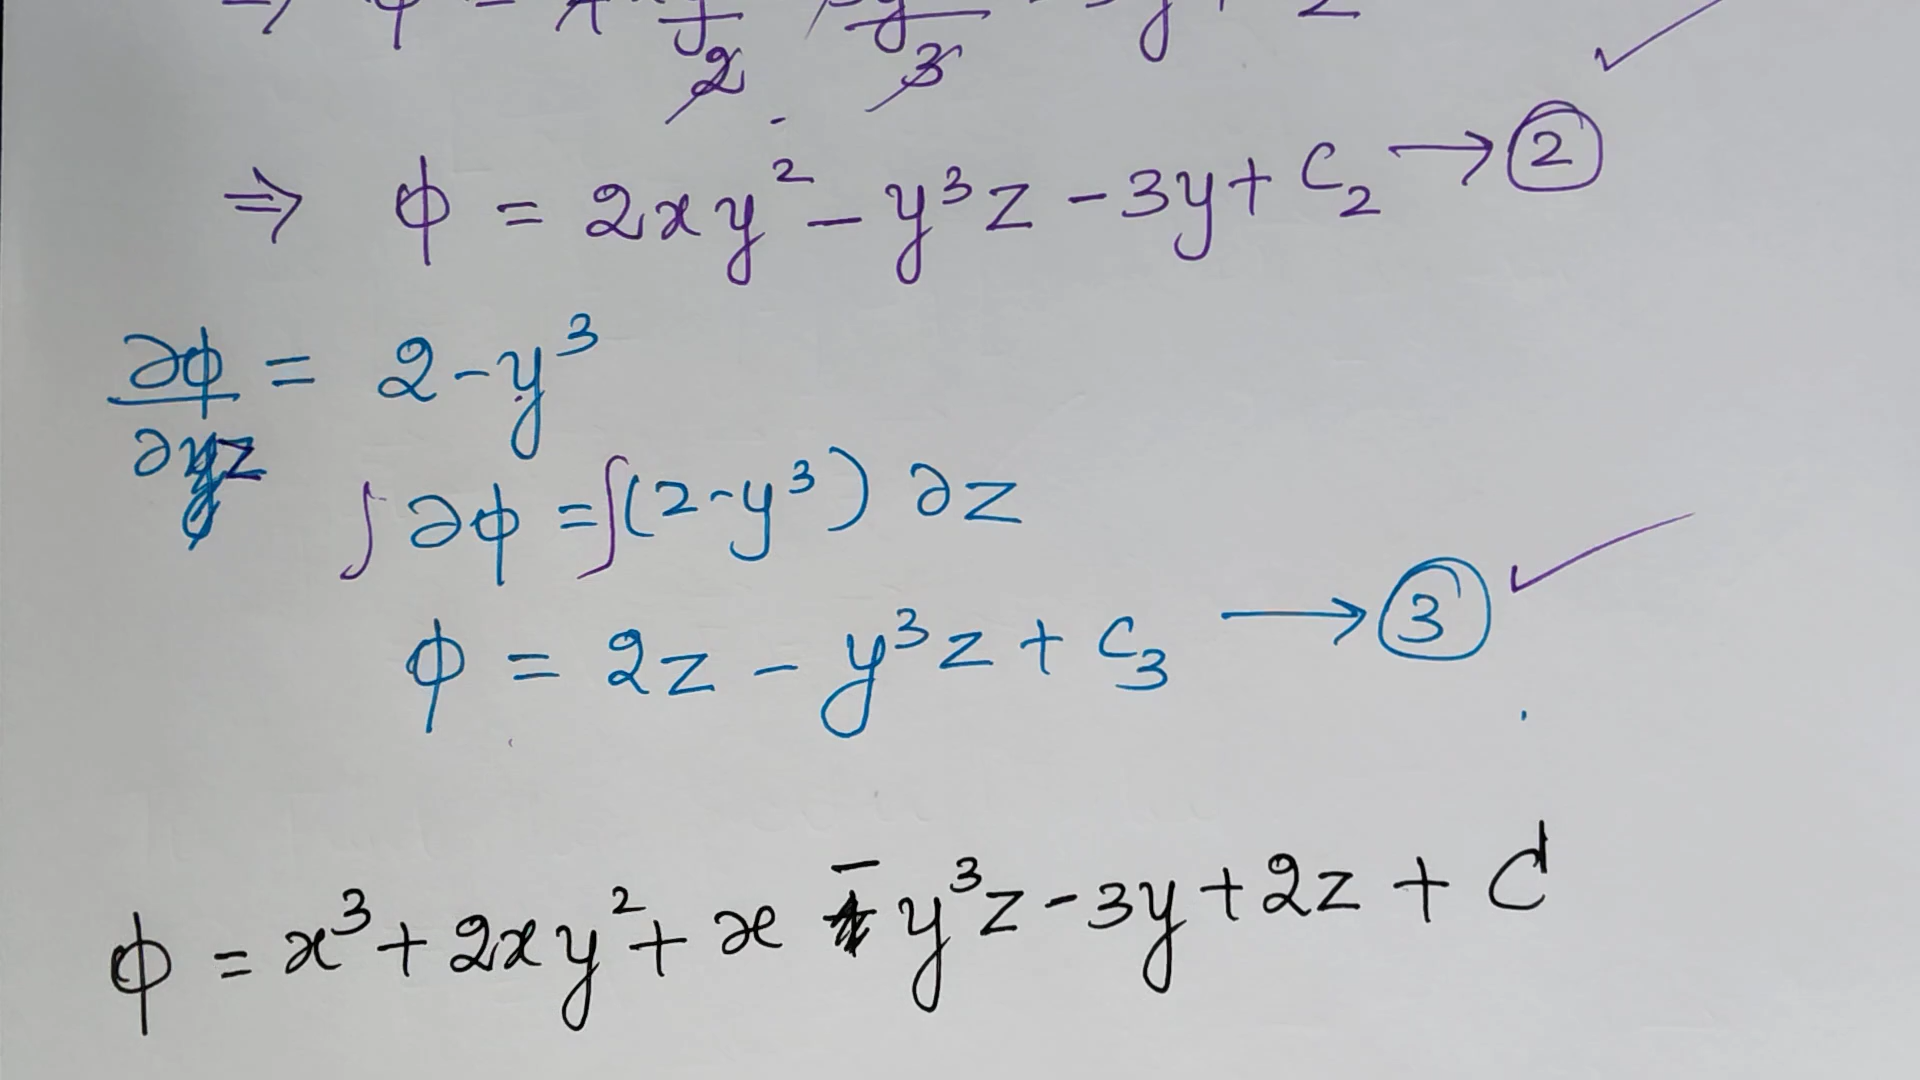 ⇒ ϕ = 2xy² - y³z - 3y + C₂ → ②
∂ϕ/∂z = 2 - y³
∫∂ϕ = ∫(2 - y³) ∂z
ϕ = 2z - y³z + C₃ → ③
ϕ = x³ + 2xy² + x - y³z - 3y + 2z + C